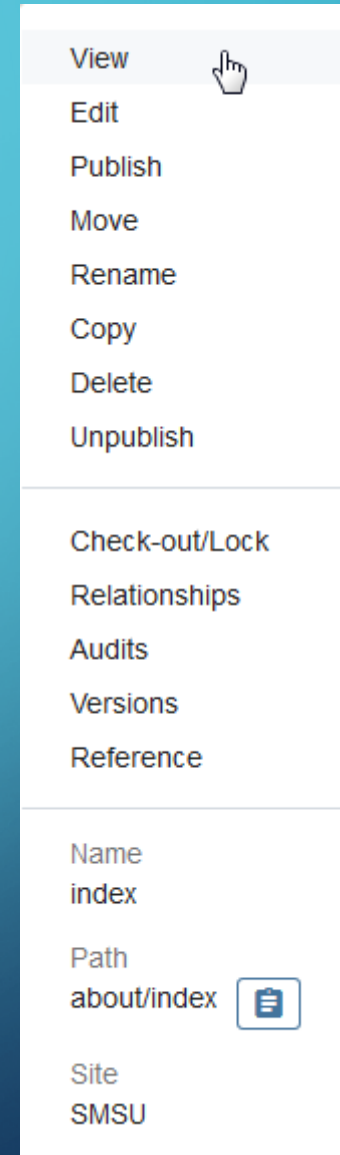 View
Edit
Publish
Move
Rename
Copy
Delete
Unpublish
Check-out/Lock
Relationships
Audits
Versions
Reference
Name
index
Path
about/index
Site
SMSU